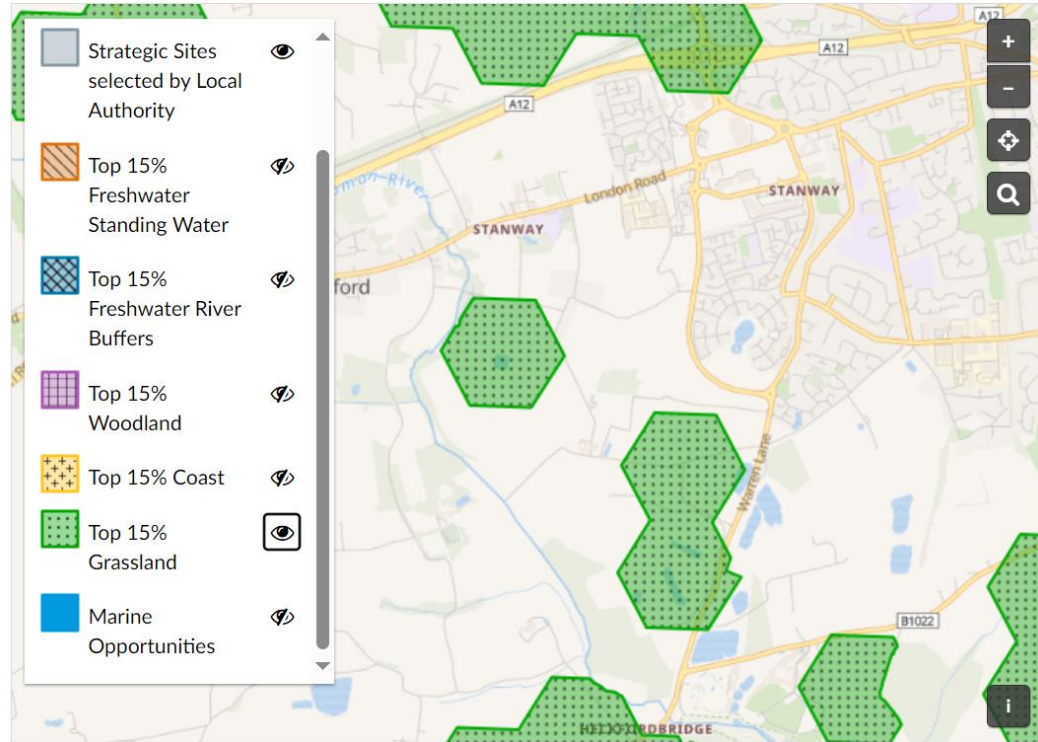 Strategic Sites
selected by Local
Authority
Top 15%
Freshwater
Standing Water
Top 15%
Freshwater River
Buffers
Top 15%
Woodland
Top 15% Coast
Top 15%
Grassland
Marine
Opportunities
A12
A12
A12
London Road
STANWAY
STANWAY
ford
Warren Lane
B1022
+
−
i